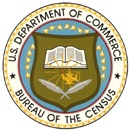 U.S. DEPARTMENT OF COMMERCE
BUREAU OF THE CENSUS